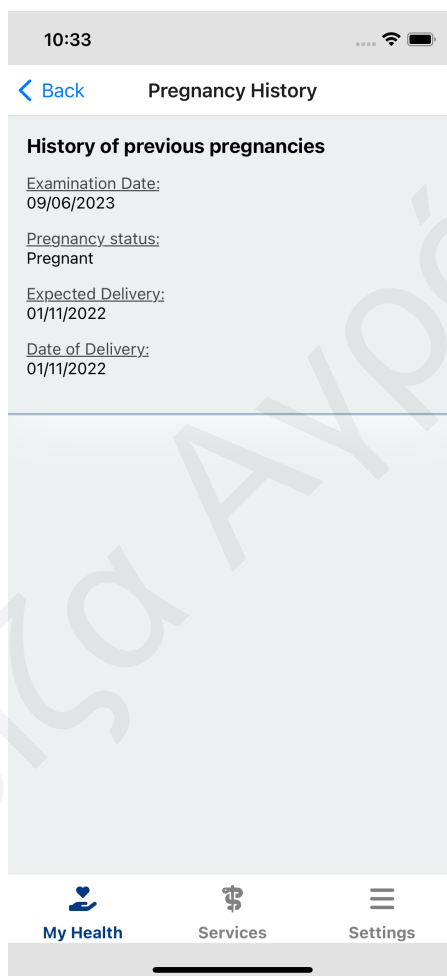 10:33
Back
Pregnancy History
History of previous pregnancies
Examination Date:
09/06/2023
Pregnancy status:
Pregnant
Expected Delivery:
01/11/2022
Date of Delivery:
01/11/2022
My Health
Services
Settings